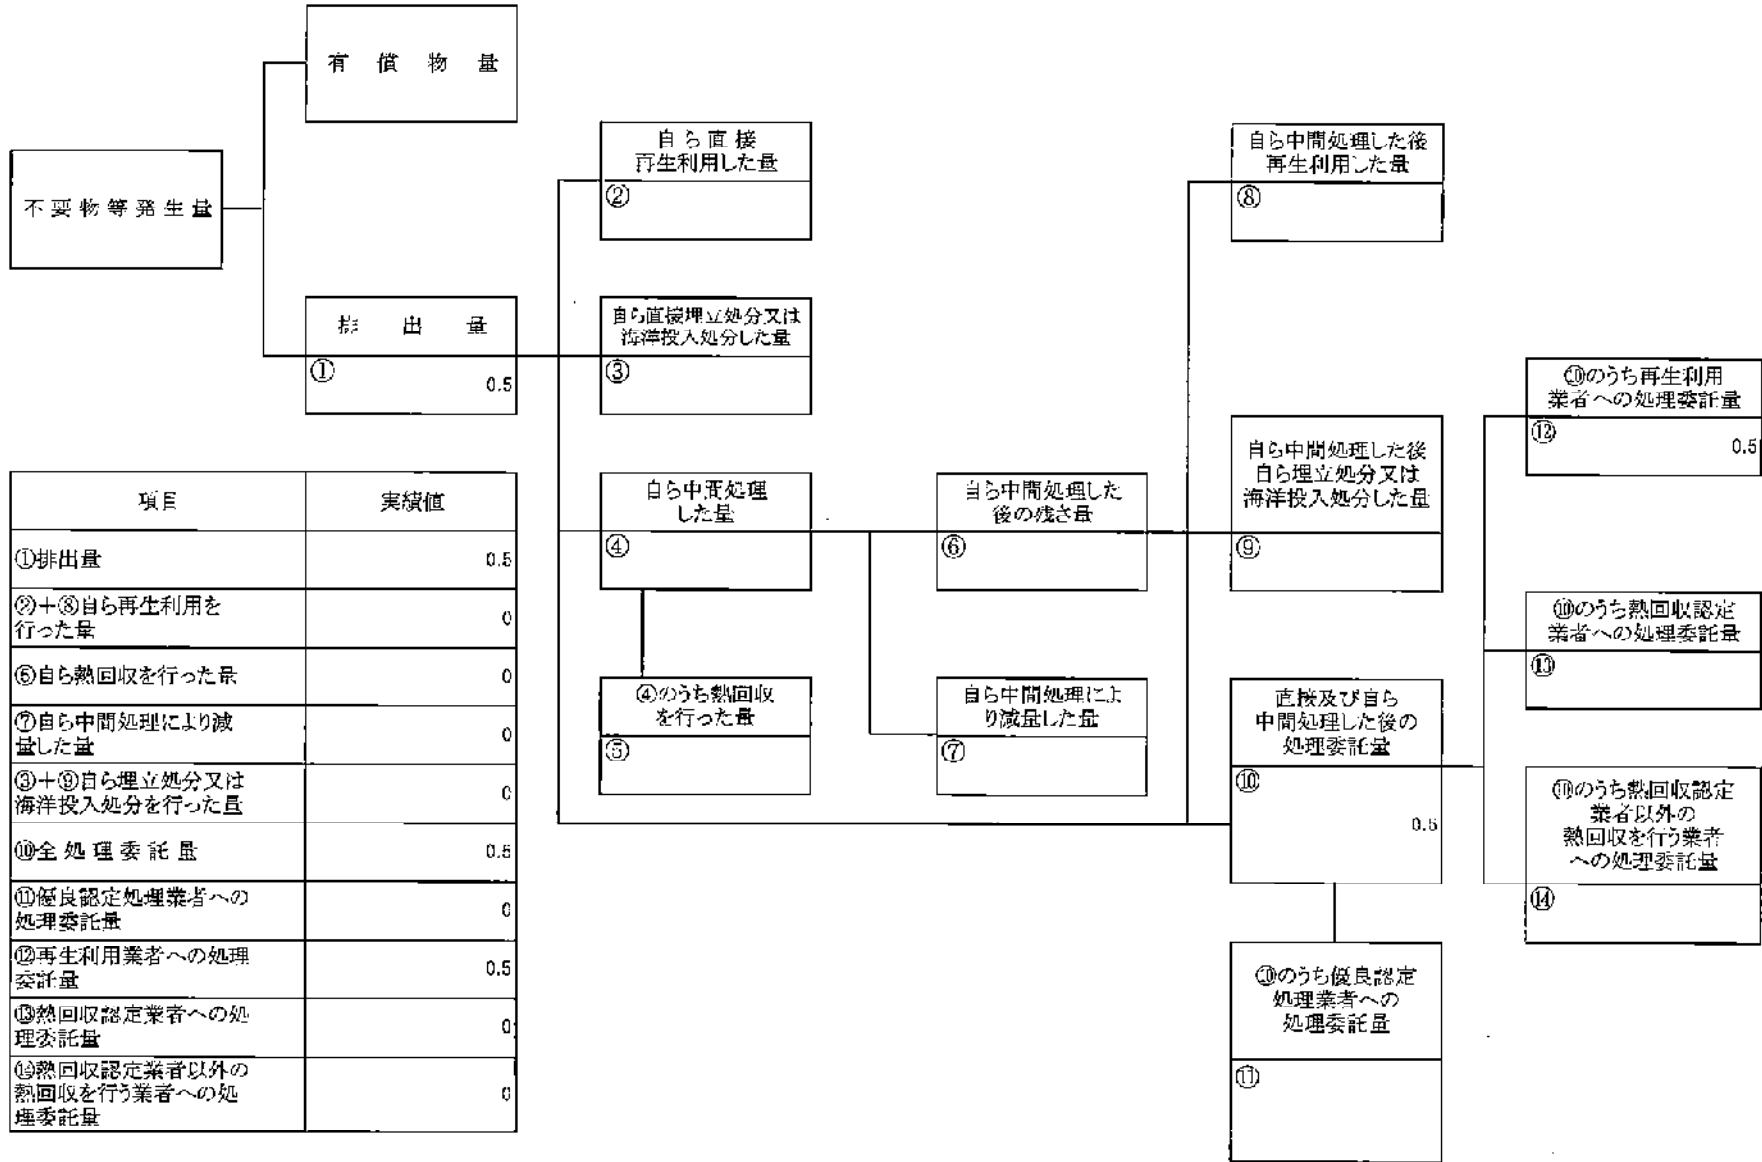 有償物量
不要物等発生量
排出量
①
0.5
自ら直接
再生利用した量
②
自ら直接埋立処分又は
海洋投入処分した量
③
自ら中間処理
した量
④
④のうち熱回収
を行った量
⑤
自ら中間処理した
後の残さ量
⑥
自ら中間処理によ
り減量した量
⑦
自ら中間処理した後
再生利用した量
⑧
自ら中間処理した後
自ら埋立処分又は
海洋投入処分した量
⑨
直接及び自ら
中間処理した後の
処理委託量
⑩
0.5
⑩のうち優良認定
処理業者への
処理委託量
⑪
⑩のうち再生利用
業者への処理委託量
⑫
0.5
⑩のうち熱回収認定
業者への処理委託量
⑬
⑩のうち熱回収認定
業者以外の
熱回収を行う業者
への処理委託量
⑭
項目 実績値
①排出量 0.5
②+⑧自ら再生利用を
行った量 0
⑤自ら熱回収を行った量 0
⑦自ら中間処理により減
量した量 0
③+⑨自ら埋立処分又は
海洋投入処分を行った量 0
⑩全処理委託量 0.5
⑪優良認定処理業者への
処理委託量 0
⑫再生利用業者への処理
委託量 0.5
⑬熱回収認定業者への処
理委託量 0
⑭熱回収認定業者以外の
熱回収を行う業者への処
理委託量 0